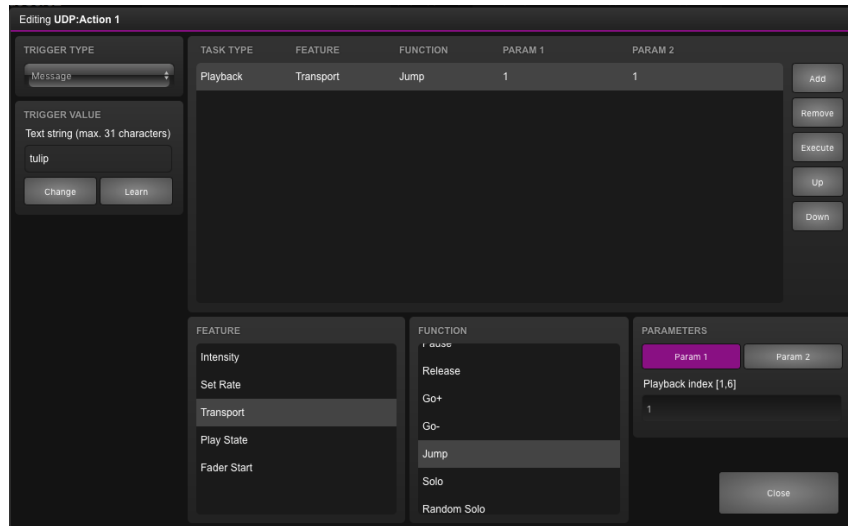 Editing UDP:Action 1
TRIGGER TYPE
Message
TRIGGER VALUE
Text string (max. 31 characters)
tulip
Change Learn
TASK TYPE FEATURE FUNCTION PARAM 1 PARAM 2
Playback Transport Jump 1 1
Add
Remove
Execute
Up
Down
FEATURE
Intensity
Set Rate
Transport
Play State
Fader Start
FUNCTION
Pause
Release
Go+
Go-
Jump
Solo
Random Solo
PARAMETERS
Param 1 Param 2
Playback index [1,6]
1
Close